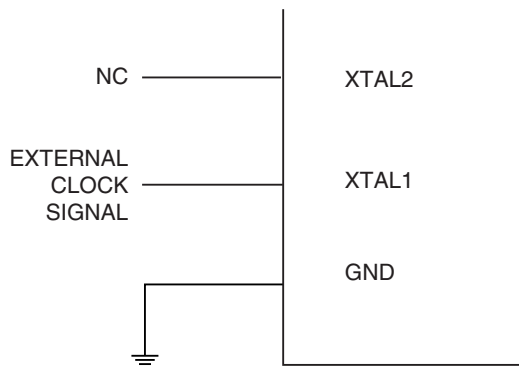 NC
XTAL2
EXTERNAL
CLOCK
SIGNAL
XTAL1
GND